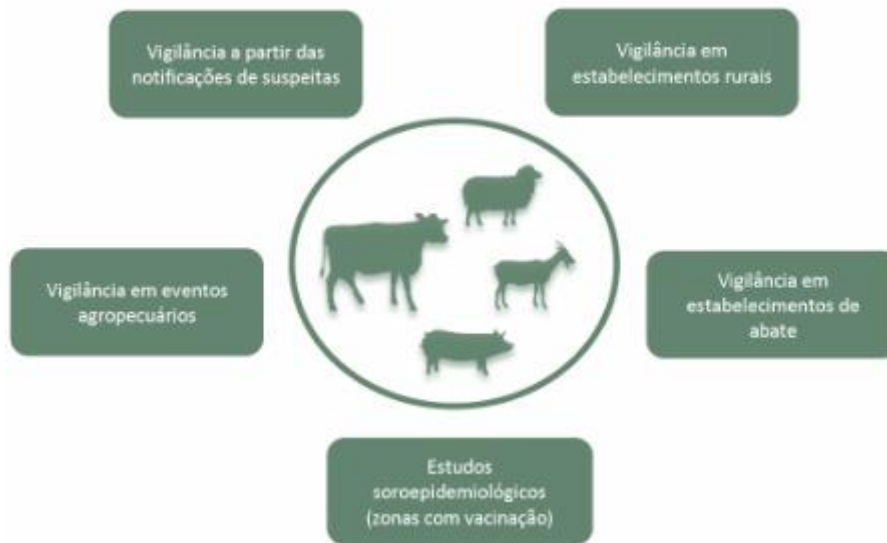 Vigilância a partir das
notificações de suspeitas
Vigilância em
estabelecimentos rurais
Vigilância em eventos
agropecuários
Vigilância em
estabelecimentos de
abate
Estudos
soroepidemiológicos
(zonas com vacinação)